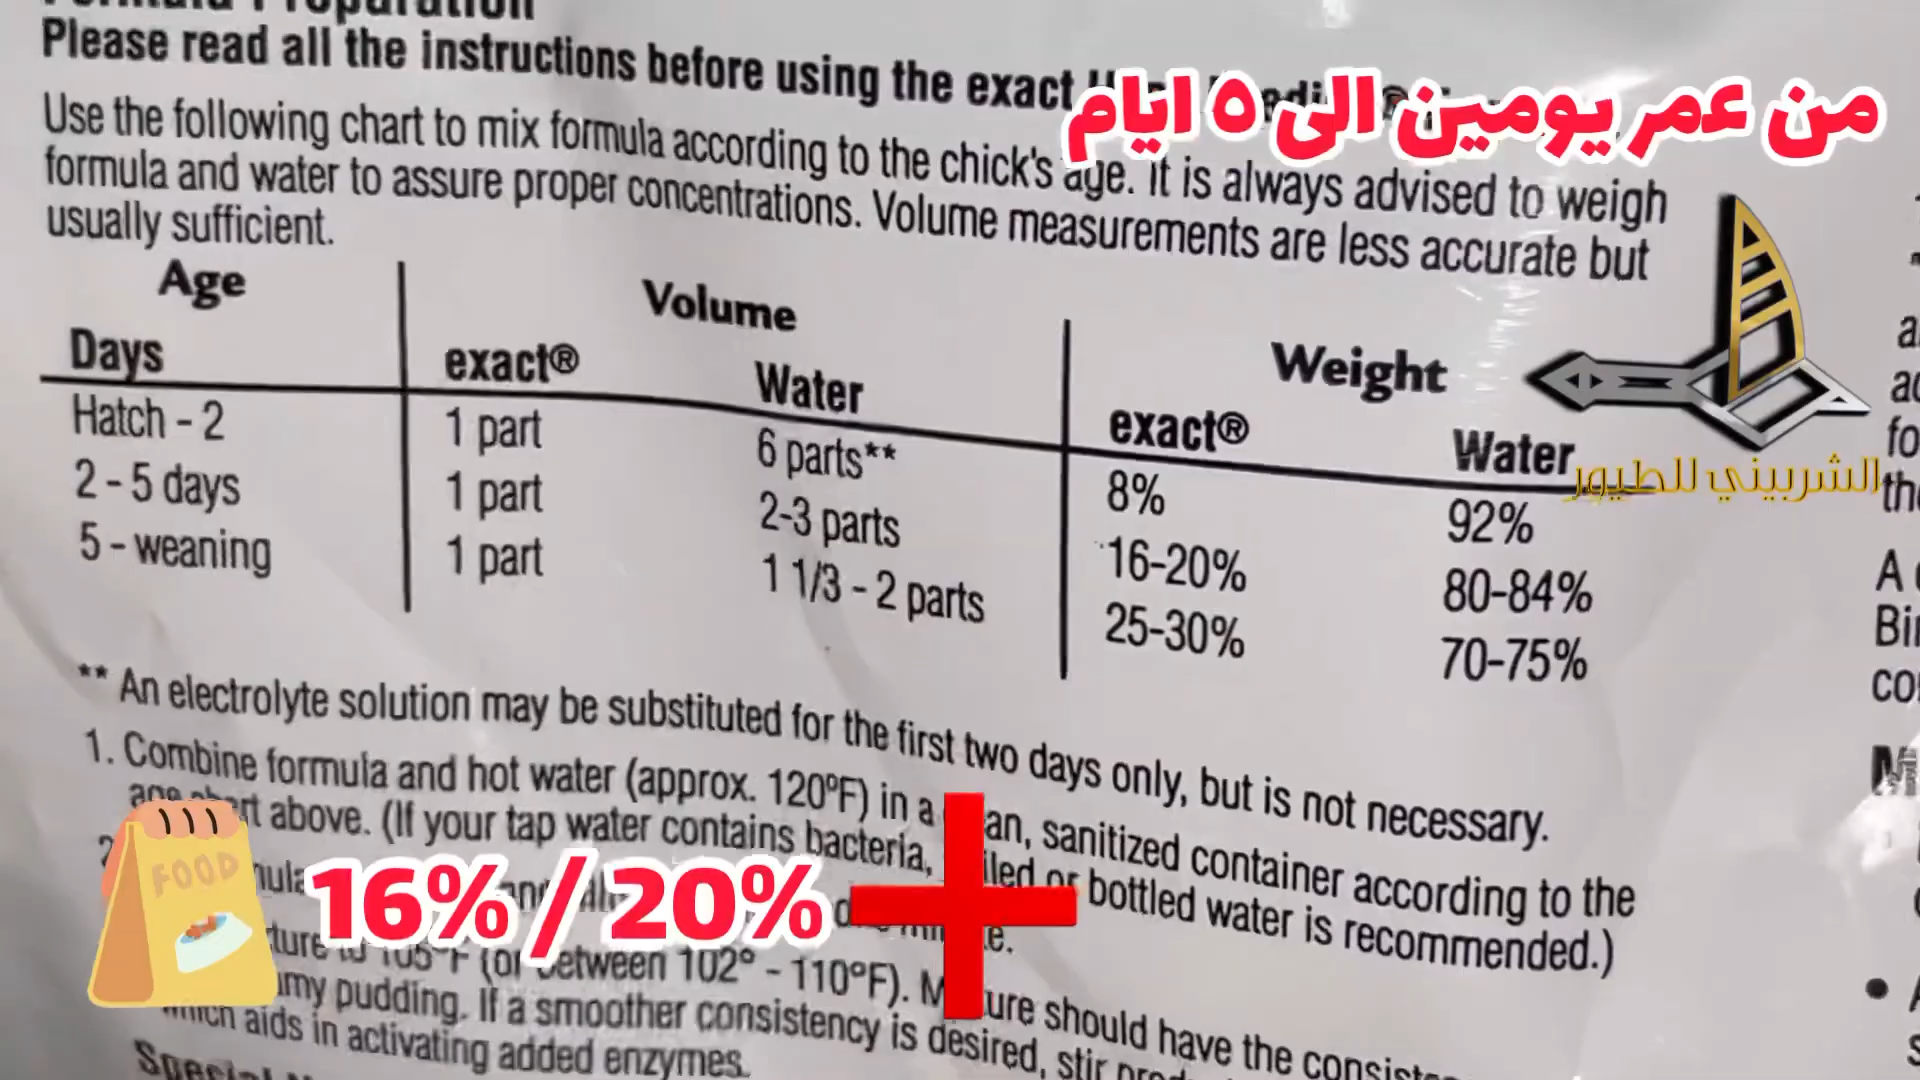 Formula Preparation
Please read all the instructions before using the exact
من عمر يومين الى ٥ ايام
Use the following chart to mix formula according to the chick's age. It is always advised to weigh
formula and water to assure proper concentrations. Volume measurements are less accurate but
usually sufficient.
Age Volume Weight
Days exact® Water exact® Water
Hatch - 2 1 part 6 parts** 8% 92%
2 - 5 days 1 part 2-3 parts 16-20% 80-84%
5 - weaning 1 part 1 1/3 - 2 parts 25-30% 70-75%
الشربيني للطيور
** An electrolyte solution may be substituted for the first two days only, but is not necessary.
1. Combine formula and hot water (approx. 120ºF) in a sanitized container according to the
age chart above. (If your tap water contains bacteria, or bottled water is recommended.)
FOOD
16% / 20%
105°F (or between 102° - 110ºF). Mixture should have the
pudding. If a smoother consistency is desired, stir
which aids in activating added enzymes.